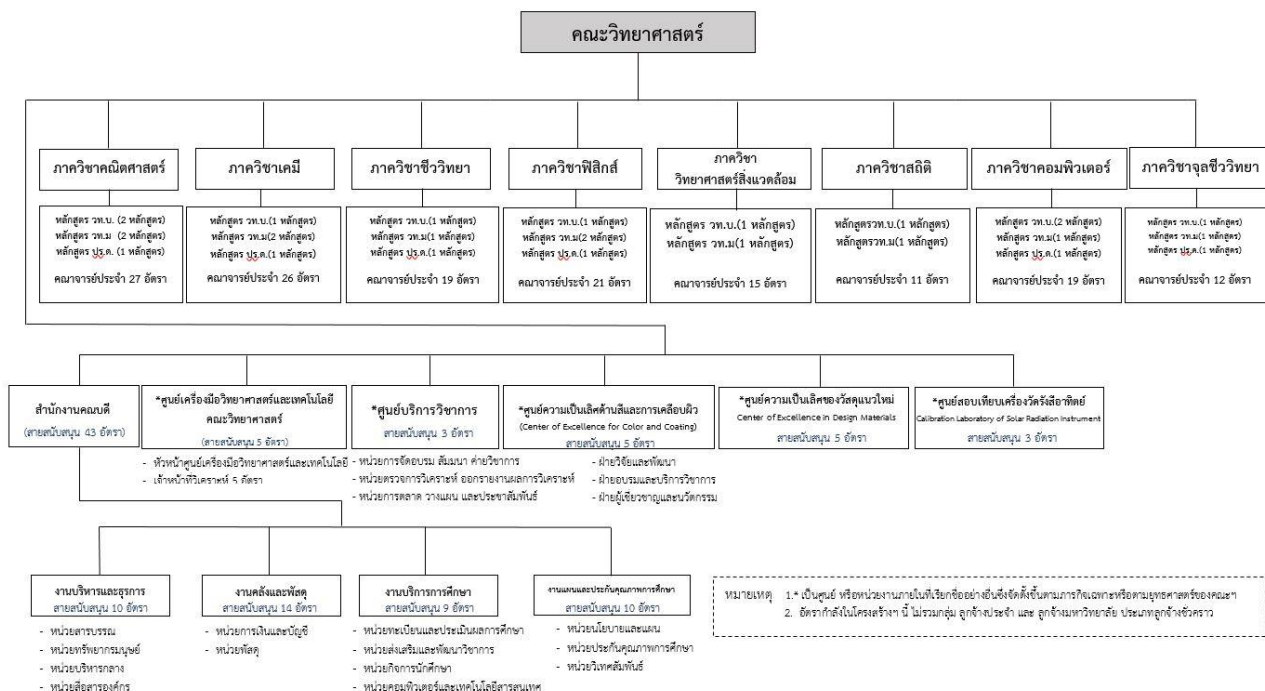 คณะวิทยาศาสตร์
ภาควิชาคณิตศาสตร์
หลักสูตร วท.บ. (2 หลักสูตร)
หลักสูตร วท.ม (2 หลักสูตร)
หลักสูตร ปร.ด. (1 หลักสูตร)
คณาจารย์ประจำ 27 อัตรา
ภาควิชาเคมี
หลักสูตร วท.บ.(1 หลักสูตร)
หลักสูตร วท.ม(2 หลักสูตร)
หลักสูตร ปร.ด.(1 หลักสูตร)
คณาจารย์ประจำ 26 อัตรา
ภาควิชาชีววิทยา
หลักสูตร วท.บ.(1 หลักสูตร)
หลักสูตร วท.ม(1 หลักสูตร)
หลักสูตร ปร.ด.(1 หลักสูตร)
คณาจารย์ประจำ 19 อัตรา
ภาควิชาฟิสิกส์
หลักสูตร วท.บ.(1 หลักสูตร)
หลักสูตร วท.ม(2 หลักสูตร)
หลักสูตร ปร.ด.(1 หลักสูตร)
คณาจารย์ประจำ 21 อัตรา
ภาควิชา
วิทยาศาสตร์สิ่งแวดล้อม
หลักสูตร วท.บ.(1 หลักสูตร)
หลักสูตร วท.ม(1 หลักสูตร)
คณาจารย์ประจำ 15 อัตรา
ภาควิชาสถิติ
หลักสูตรวท.บ.(1 หลักสูตร)
หลักสูตรวท.ม(1 หลักสูตร)
คณาจารย์ประจำ 11 อัตรา
ภาควิชาคอมพิวเตอร์
หลักสูตร วท.บ.(2 หลักสูตร)
หลักสูตร วท.ม(1 หลักสูตร)
หลักสูตร ปร.ด.(1 หลักสูตร)
คณาจารย์ประจำ 19 อัตรา
ภาควิชาจุลชีววิทยา
หลักสูตร วท.บ.(1 หลักสูตร)
หลักสูตร วท.ม(1 หลักสูตร)
หลักสูตร ปร.ด.(1 หลักสูตร)
คณาจารย์ประจำ 12 อัตรา
สำนักงานคณบดี
(สายสนับสนุน 43 อัตรา)
*ศูนย์เครื่องมือวิทยาศาสตร์และเทคโนโลยี
คณะวิทยาศาสตร์
(สายสนับสนุน 5 อัตรา)
- หัวหน้าศูนย์เครื่องมือวิทยาศาสตร์และเทคโนโลยี
- เจ้าหน้าที่วิเคราะห์ 5 อัตรา
*ศูนย์บริการวิชาการ
สายสนับสนุน 3 อัตรา
- หน่วยการจัดอบรม สัมมนา ค่ายวิชาการ
- หน่วยตรวจการวิเคราะห์ ออกรายงานผลการวิเคราะห์
- หน่วยการตลาด วางแผน และประชาสัมพันธ์
*ศูนย์ความเป็นเลิศด้านสีและการเคลือบผิว
(Center of Excellence for Color and Coating)
สายสนับสนุน 5 อัตรา
- ฝ่ายวิจัยและพัฒนา
- ฝ่ายอบรมและบริการวิชาการ
- ฝ่ายผู้เชี่ยวชาญและนวัตกรรม
*ศูนย์ความเป็นเลิศของวัสดุแนวใหม่
Center of Excellence in Design Materials
สายสนับสนุน 5 อัตรา
*ศูนย์สอบเทียบเครื่องวัดรังสีอาทิตย์
Calibration Laboratory of Solar Radiation Instrument
สายสนับสนุน 3 อัตรา
งานบริหารและธุรการ
สายสนับสนุน 10 อัตรา
- หน่วยสารบรรณ
- หน่วยทรัพยากรมนุษย์
- หน่วยบริหารกลาง
- หน่วยสื่อสารองค์กร
งานคลังและพัสดุ
สายสนับสนุน 14 อัตรา
- หน่วยการเงินและบัญชี
- หน่วยพัสดุ
งานบริการการศึกษา
สายสนับสนุน 9 อัตรา
- หน่วยทะเบียนและประเมินผลการศึกษา
- หน่วยส่งเสริมและพัฒนาวิชาการ
- หน่วยกิจการนักศึกษา
- หน่วยคอมพิวเตอร์และเทคโนโลยีสารสนเทศ
งานแผนและประกันคุณภาพการศึกษา
สายสนับสนุน 10 อัตรา
- หน่วยนโยบายและแผน
- หน่วยประกันคุณภาพการศึกษา
- หน่วยวิเทศสัมพันธ์
หมายเหตุ 1.* เป็นศูนย์ หรือหน่วยงานภายในที่เรียกชื่ออย่างอื่นซึ่งจัดตั้งขึ้นตามภารกิจเฉพาะหรือตามยุทธศาสตร์ของคณะฯ
2. อัตรากำลังในโครงสร้างฯ นี้ ไม่รวมกลุ่ม ลูกจ้างประจำ และ ลูกจ้างมหาวิทยาลัย ประเภทลูกจ้างชั่วคราว